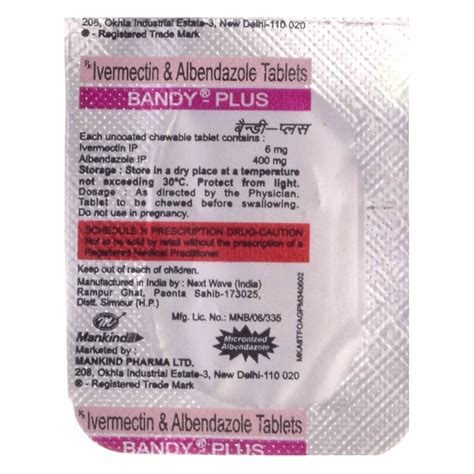 208, Okhla Industrial Estate-3, New Delhi-110 020
® - Registered Trade Mark
Rx Ivermectin & Albendazole Tablets
BANDY® - PLUS
बैन्डी-प्लस
Each uncoated chewable tablet contains :
Ivermectin IP 6 mg
Albendazole IP 400 mg
Storage : Store in a dry place at a temperature
not exceeding 30°C. Protect from light.
Dosage : As directed by the Physician.
Tablet to be chewed before swallowing.
Do not use in pregnancy.
SCHEDULE H PRESCRIPTION DRUG-CAUTION
Not to be sold by retail without the prescription of a
Registered Medical Practitioner.
Keep out of reach of children.
Manufactured in India by : Next Wave (India)
Rampur Ghat, Paonta Sahib-173025,
Distt. Sirmour (H.P.)
Mfg. Lic. No.: MNB/06/335
MKASTFOAGPM340602
Mankind
Micronized
Albendazole
Marketed by :
MANKIND PHARMA LTD.
208, Okhla Industrial Estate-3, New Delhi-110 020
® - Registered Trade Mark
Rx Ivermectin & Albendazole Tablets
BANDY® - PLUS